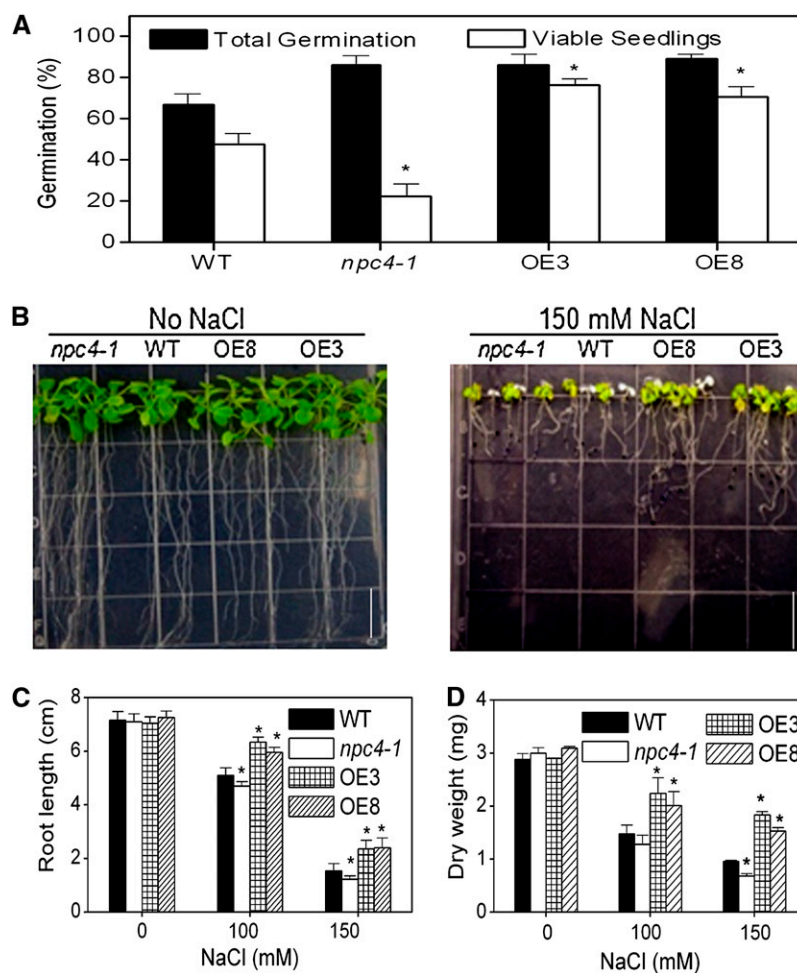 A
Total Germination
Viable Seedlings
Germination (%)
100
80
60
40
20
0
*
*
*
WT
npc4-1
OE3
OE8
B
No NaCl
npc4-1 WT OE8 OE3
150 mM NaCl
npc4-1 WT OE8 OE3
C
Root length (cm)
8
6
4
2
0
WT
npc4-1
OE3
OE8
* * *
* * *
0 100 150
NaCl (mM)
D
Dry weight (mg)
4
3
2
1
0
WT
npc4-1
OE3
OE8
* *
* * *
0 100 150
NaCl (mM)